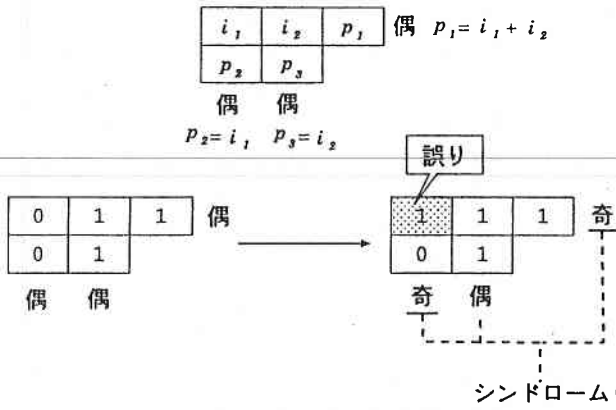 i₁ i₂ p₁ 偶 p₁= i₁ + i₂
p₂ p₃
偶 偶
p₂= i₁ p₃= i₂
誤り
0 1 1 偶
0 1
偶 偶
1 1 1 奇
0 1
奇 偶
シンドローム